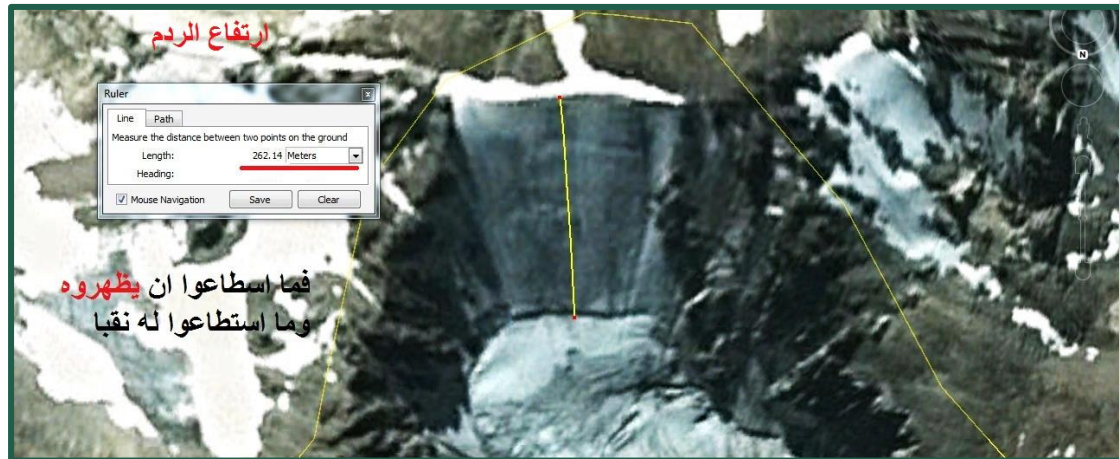 ارتفاع الردم
Ruler
Line Path
Measure the distance between two points on the ground
Length: 262.14 Meters
Heading:
Mouse Navigation Save Clear
N
فما اسطاعوا ان يظهروه
وما استطاعوا له نقبا